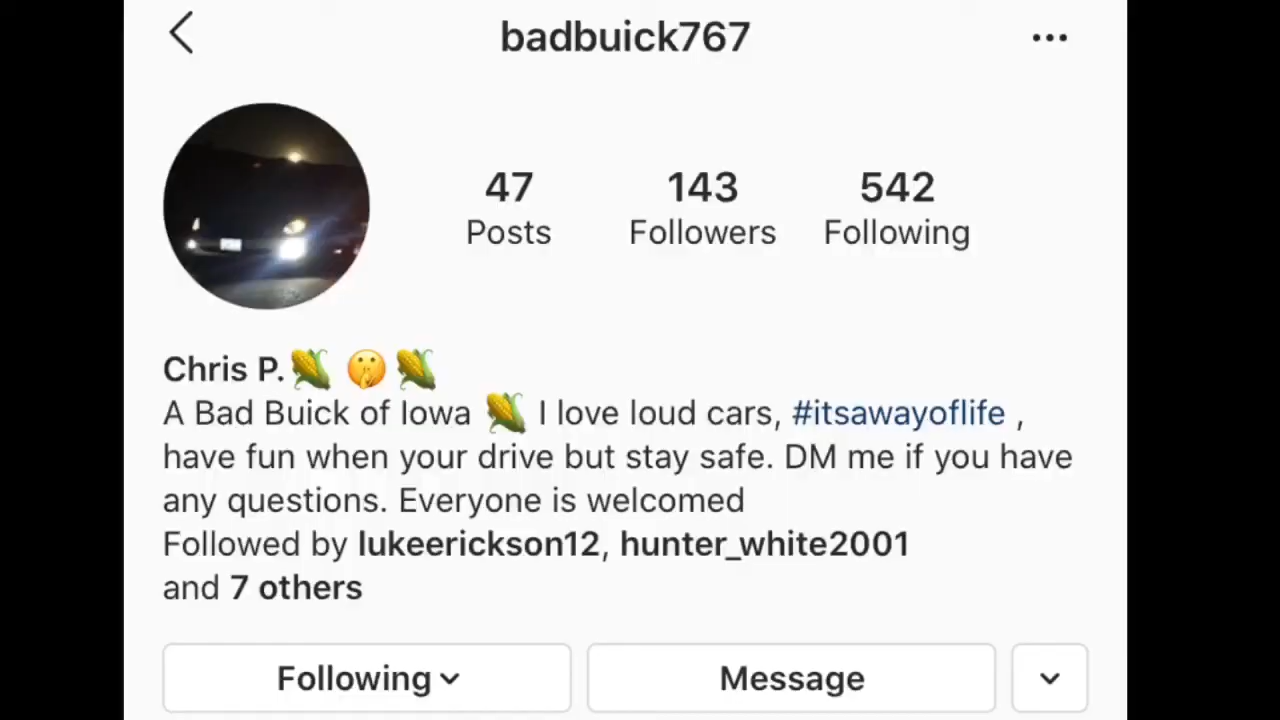 badbuick767
47 143 542
Posts Followers Following
Chris P.🌽 🤫 🌽
A Bad Buick of Iowa 🌽 I love loud cars, #itsawayoflife ,
have fun when your drive but stay safe. DM me if you have
any questions. Everyone is welcomed
Followed by lukeerickson12, hunter_white2001
and 7 others
Following Message